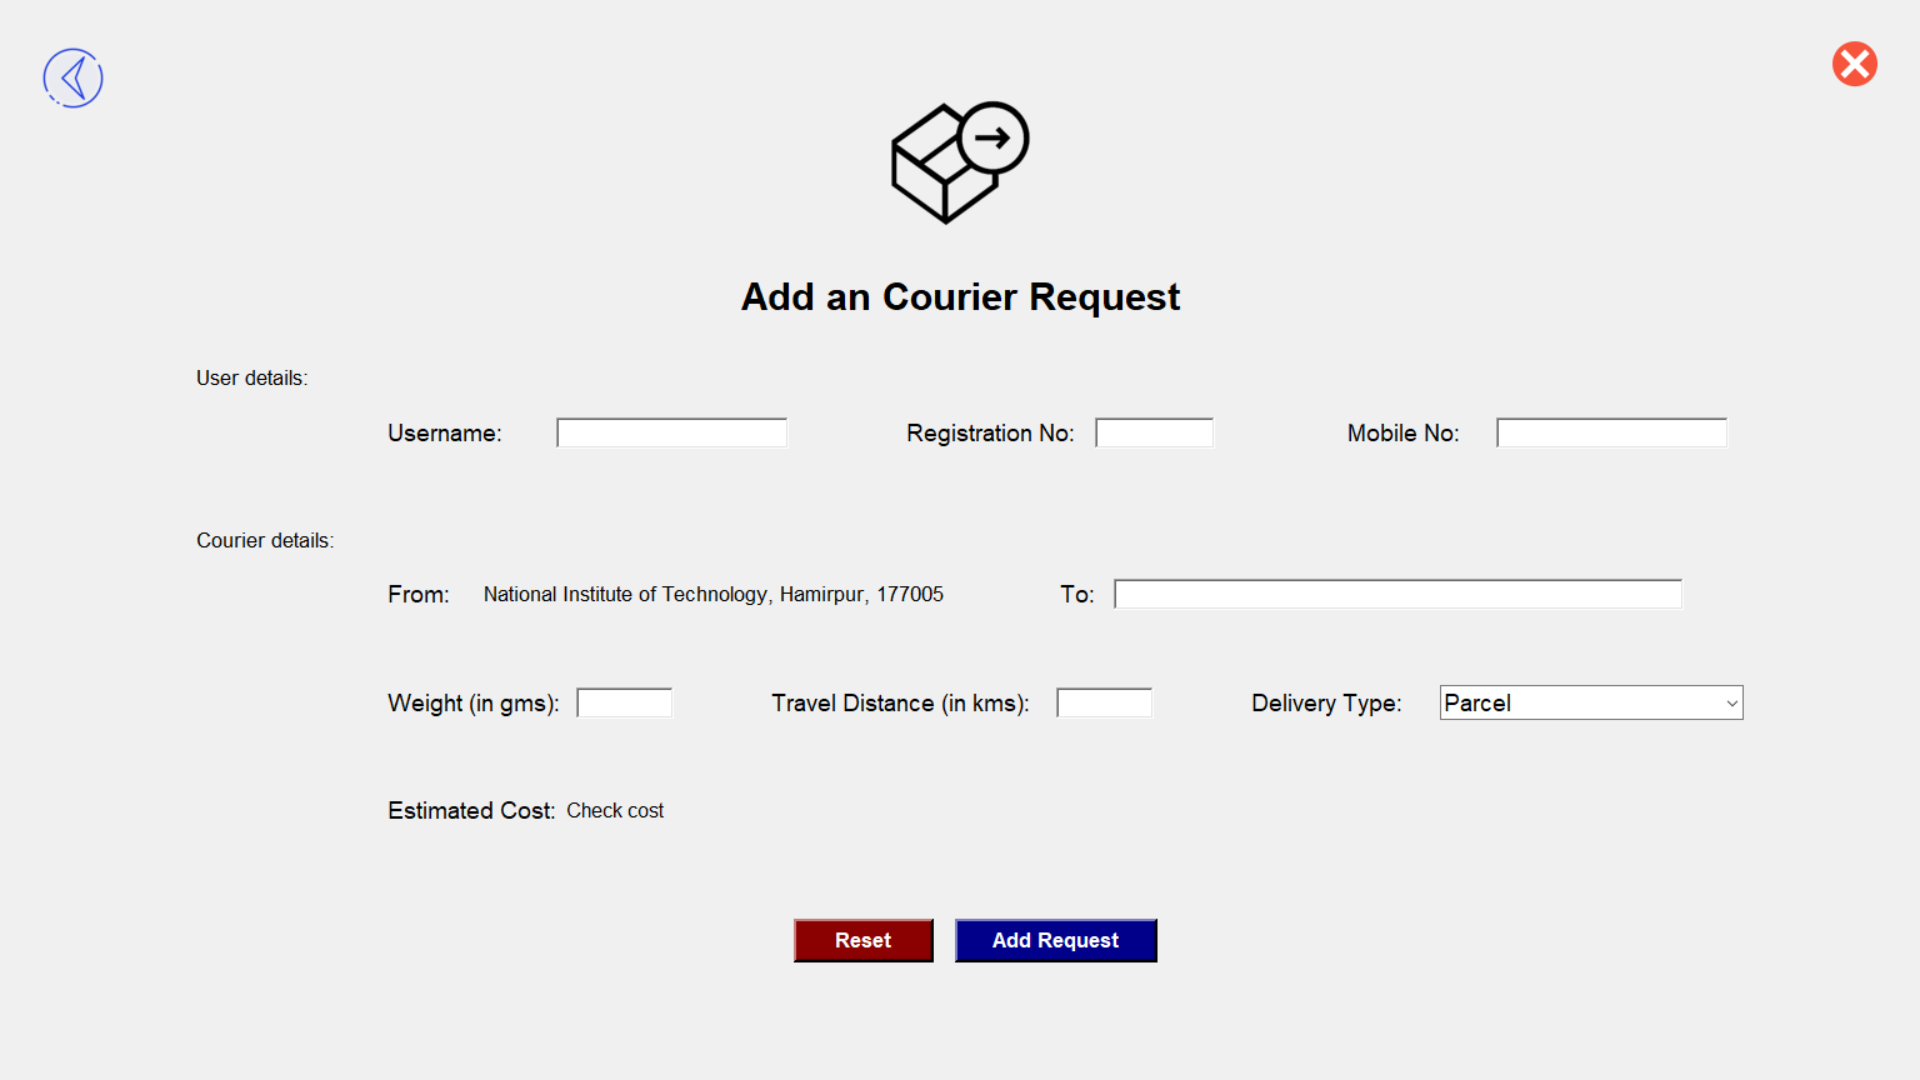 Add an Courier Request
User details:
Username: Registration No: Mobile No:
Courier details:
From: National Institute of Technology, Hamirpur, 177005 To:
Weight (in gms): Travel Distance (in kms): Delivery Type: Parcel
Estimated Cost: Check cost
Reset Add Request